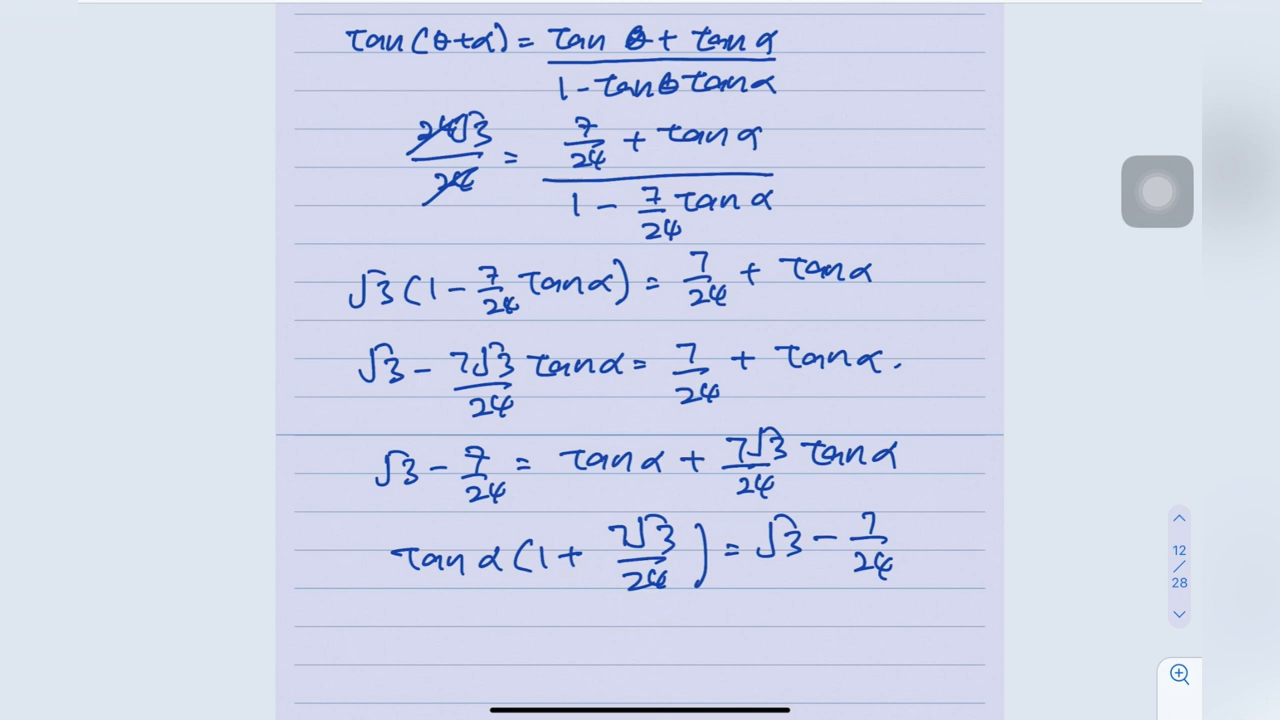 tan(θ+α) = (tan θ + tan α)/(1 - tanθ tanα)
24√3/24 = (7/24 + tan α)/(1 - 7/24 tan α)
√3(1 - 7/24 tanα) = 7/24 + tanα
√3 - 7√3/24 tanα = 7/24 + tanα.
√3 - 7/24 = tanα + 7√3/24 tanα
tan α(1 + 7√3/24) = √3 - 7/24
12
/
28